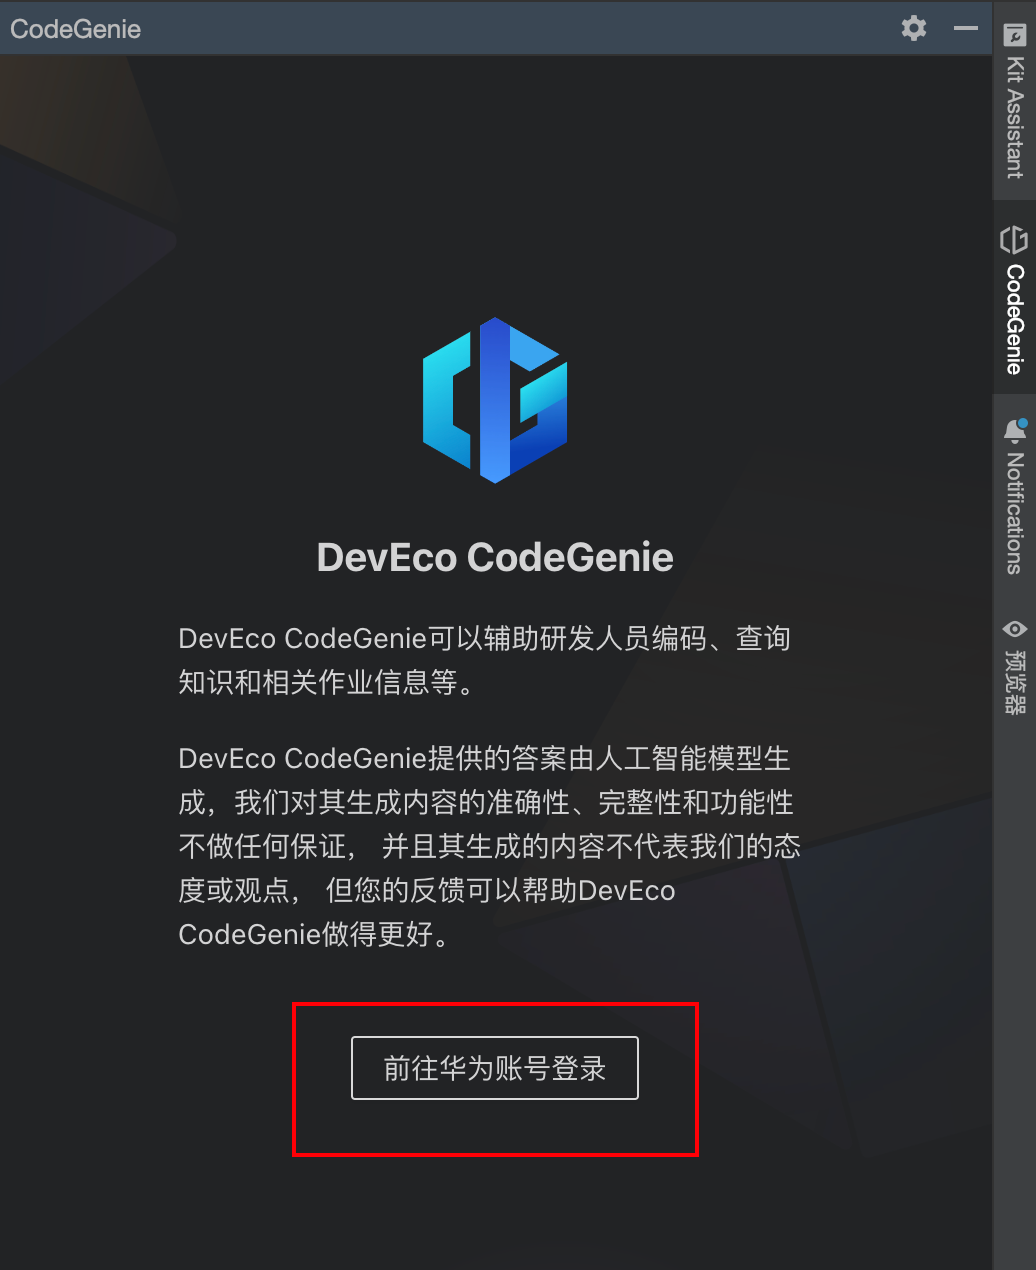 CodeGenie
Kit Assistant
CodeGenie
Notifications
预览器
DevEco CodeGenie
DevEco CodeGenie可以辅助研发人员编码、查询
知识和相关作业信息等。
DevEco CodeGenie提供的答案由人工智能模型生
成，我们对其生成内容的准确性、完整性和功能性
不做任何保证， 并且其生成的内容不代表我们的态
度或观点， 但您的反馈可以帮助DevEco
CodeGenie做得更好。
前往华为账号登录